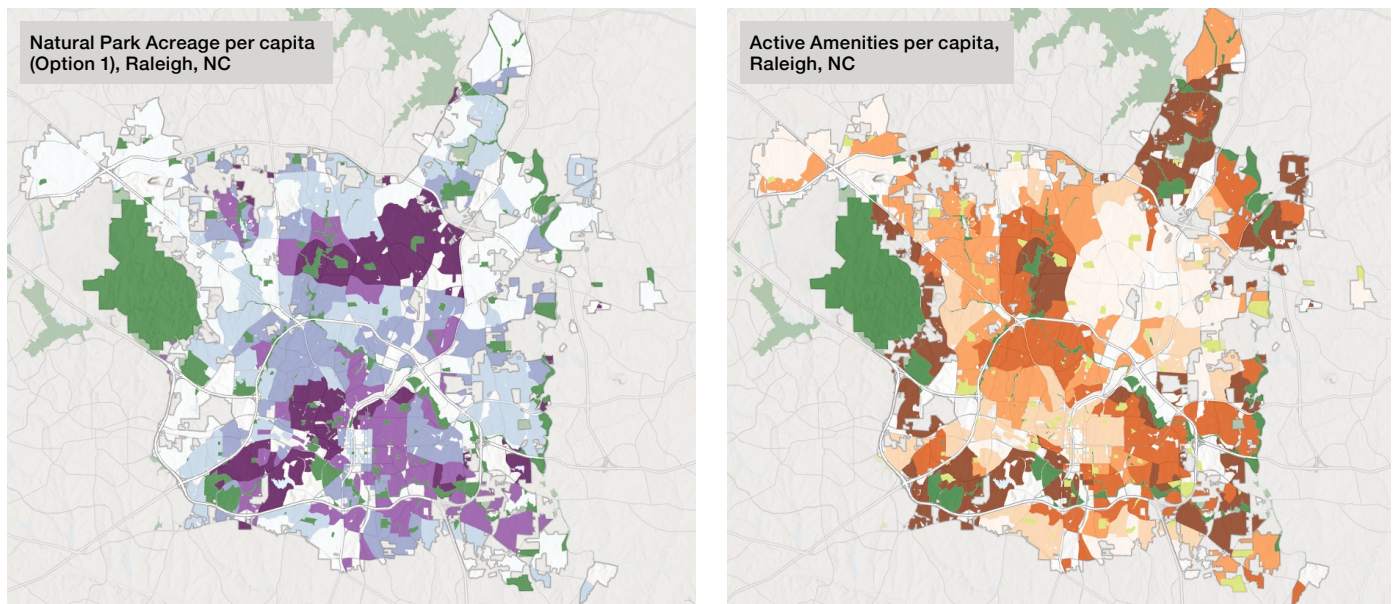 Natural Park Acreage per capita
(Option 1), Raleigh, NC
Active Amenities per capita,
Raleigh, NC